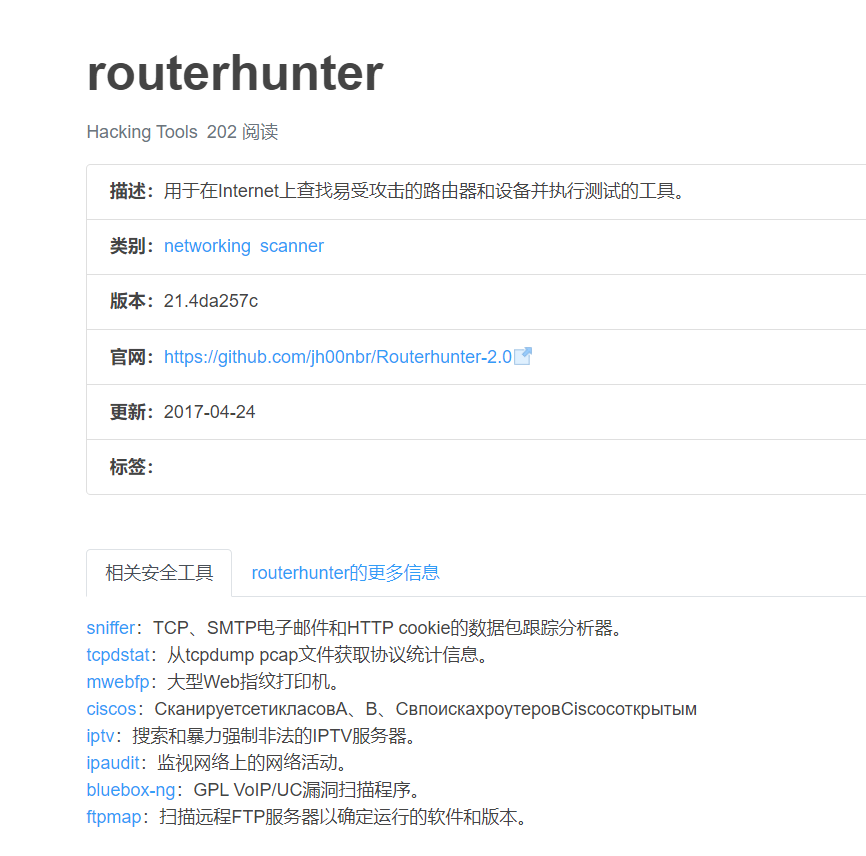 routerhunter
Hacking Tools 202 阅读
描述：用于在Internet上查找易受攻击的路由器和设备并执行测试的工具。
类别：networking scanner
版本：21.4da257c
官网：https://github.com/jh00nbr/Routerhunter-2.0
更新：2017-04-24
标签：
相关安全工具 routerhunter的更多信息
sniffer：TCP、SMTP电子邮件和HTTP cookie的数据包跟踪分析器。
tcpdstat：从tcpdump pcap文件获取协议统计信息。
mwebfp：大型Web指纹打印机。
ciscos：СканируетсетикласовА、В、СвпоискахроутеровCiscoсоткрытым
iptv：搜索和暴力强制非法的IPTV服务器。
ipaudit：监视网络上的网络活动。
bluebox-ng：GPL VoIP/UC漏洞扫描程序。
ftpmap：扫描远程FTP服务器以确定运行的软件和版本。